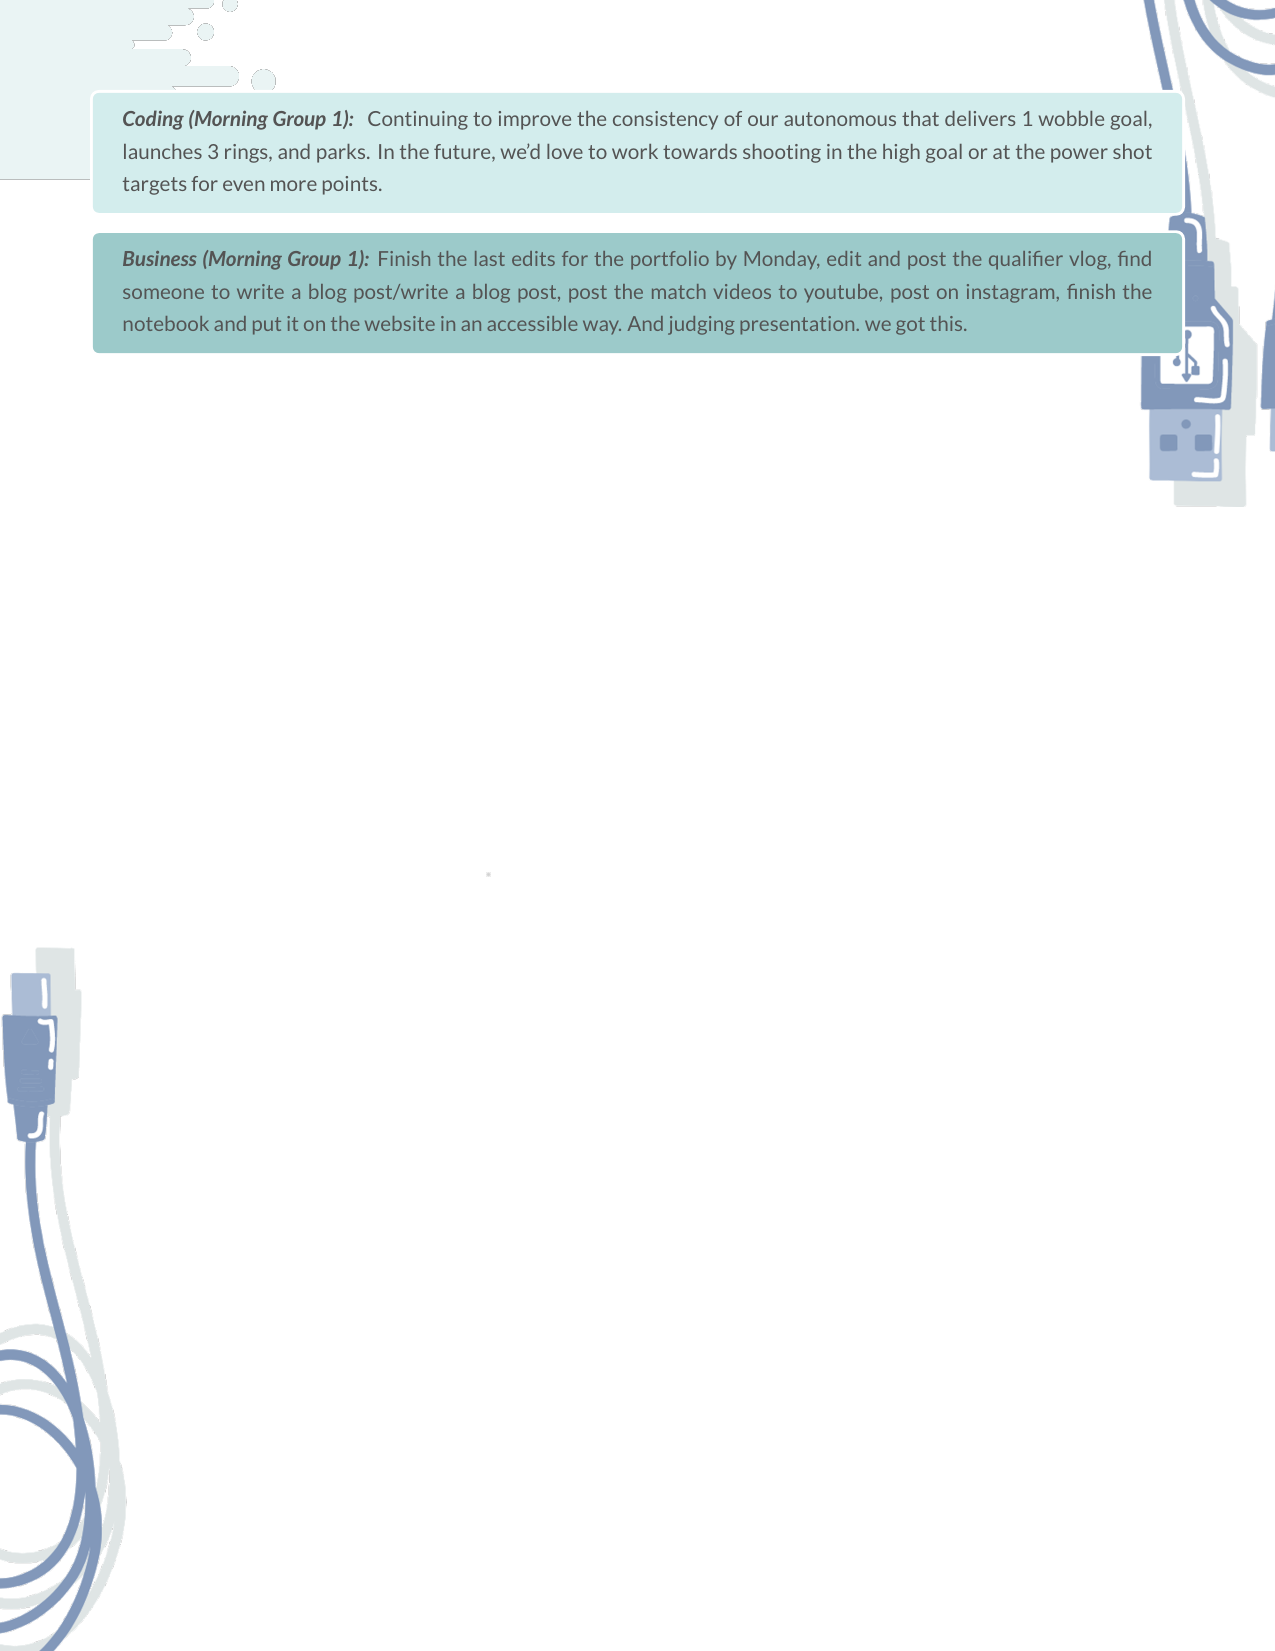 Coding (Morning Group 1): Continuing to improve the consistency of our autonomous that delivers 1 wobble goal,
launches 3 rings, and parks. In the future, we’d love to work towards shooting in the high goal or at the power shot
targets for even more points.
Business (Morning Group 1): Finish the last edits for the portfolio by Monday, edit and post the qualifier vlog, find
someone to write a blog post/write a blog post, post the match videos to youtube, post on instagram, finish the
notebook and put it on the website in an accessible way. And judging presentation. we got this.